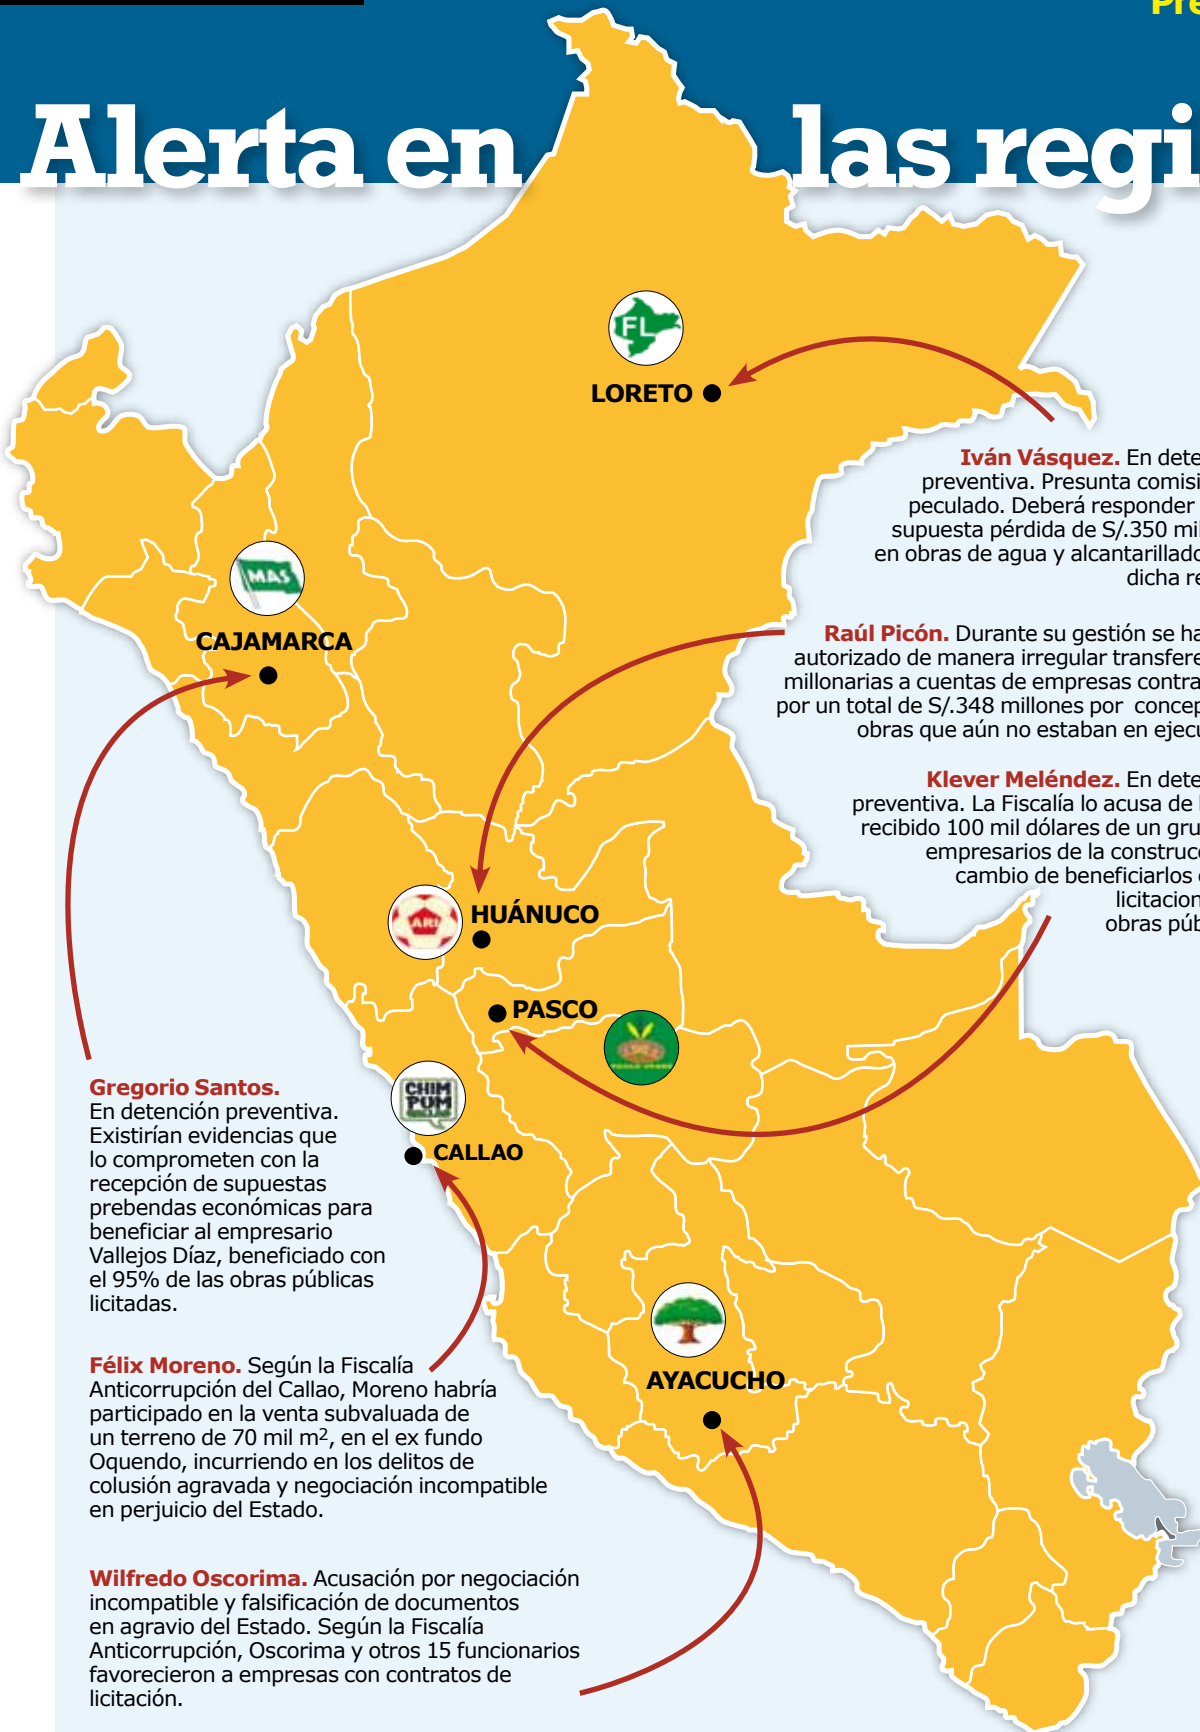 Pre
Alerta en las regi
FL
LORETO
Iván Vásquez. En dete
preventiva. Presunta comisi
peculado. Deberá responder
supuesta pérdida de S/.350 mil
en obras de agua y alcantarillado
dicha re
MAS
CAJAMARCA
Raúl Picón. Durante su gestión se ha
autorizado de manera irregular transfere
millonarias a cuentas de empresas contra
por un total de S/.348 millones por concep
obras que aún no estaban en ejecu
Klever Meléndez. En dete
preventiva. La Fiscalía lo acusa de
recibido 100 mil dólares de un gru
empresarios de la construc
cambio de beneficiarlos
licitacion
obras púb
ARI
HUÁNUCO
PASCO
Gregorio Santos.
En detención preventiva.
Existirían evidencias que
lo comprometen con la
recepción de supuestas
prebendas económicas para
beneficiar al empresario
Vallejos Díaz, beneficiado con
el 95% de las obras públicas
licitadas.
CHIM
PUM
CALLAO
CALLAO
Félix Moreno. Según la Fiscalía
Anticorrupción del Callao, Moreno habría
participado en la venta subvaluada de
un terreno de 70 mil m², en el ex fundo
Oquendo, incurriendo en los delitos de
colusión agravada y negociación incompatible
en perjuicio del Estado.
AYACUCHO
Wilfredo Oscorima. Acusación por negociación
incompatible y falsificación de documentos
en agravio del Estado. Según la Fiscalía
Anticorrupción, Oscorima y otros 15 funcionarios
favorecieron a empresas con contratos de
licitación.